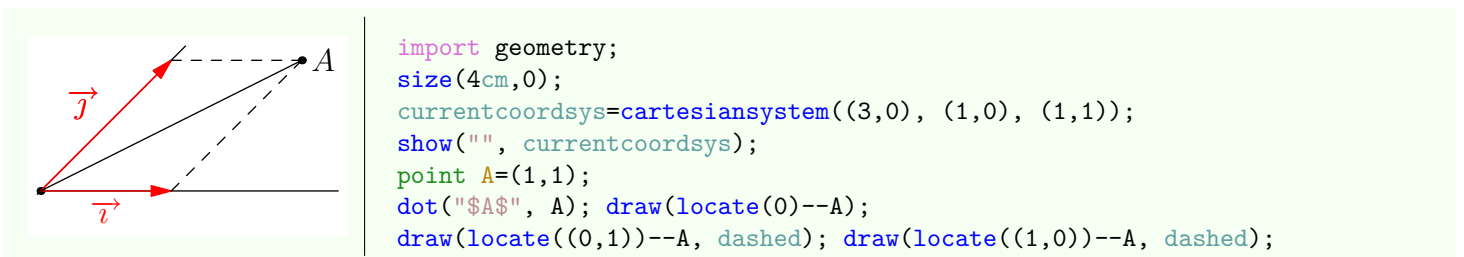 A
ȷ⃗
ı⃗
import geometry;
size(4cm,0);
currentcoordsys=cartesiansystem((3,0), (1,0), (1,1));
show("", currentcoordsys);
point A=(1,1);
dot("$A$", A); draw(locate(0)--A);
draw(locate((0,1))--A, dashed); draw(locate((1,0))--A, dashed);